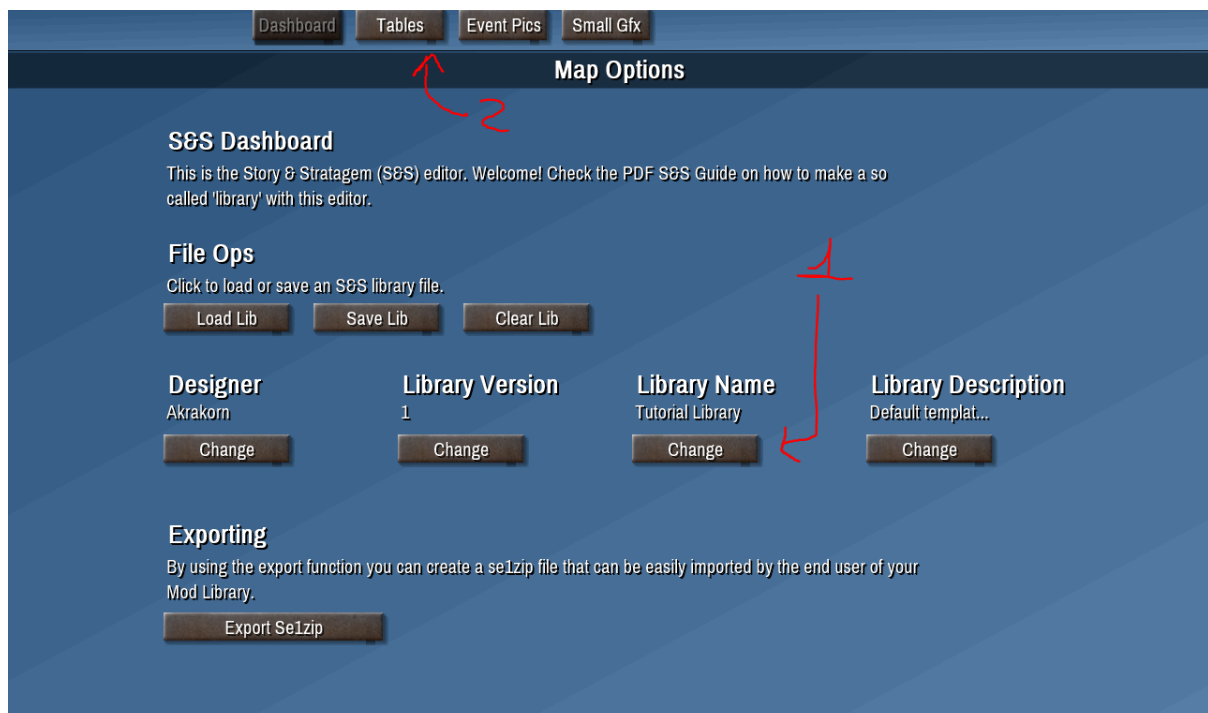 Dashboard Tables Event Pics Small Gfx
Map Options
2
S&S Dashboard
This is the Story & Stratagem (S&S) editor. Welcome! Check the PDF S&S Guide on how to make a so
called 'library' with this editor.
1
File Ops
Click to load or save an S&S library file.
Load Lib Save Lib Clear Lib
Designer Library Version Library Name Library Description
Akrakorn 1 Tutorial Library Default templat...
Change Change Change Change
Exporting
By using the export function you can create a se1zip file that can be easily imported by the end user of your
Mod Library.
Export Se1zip